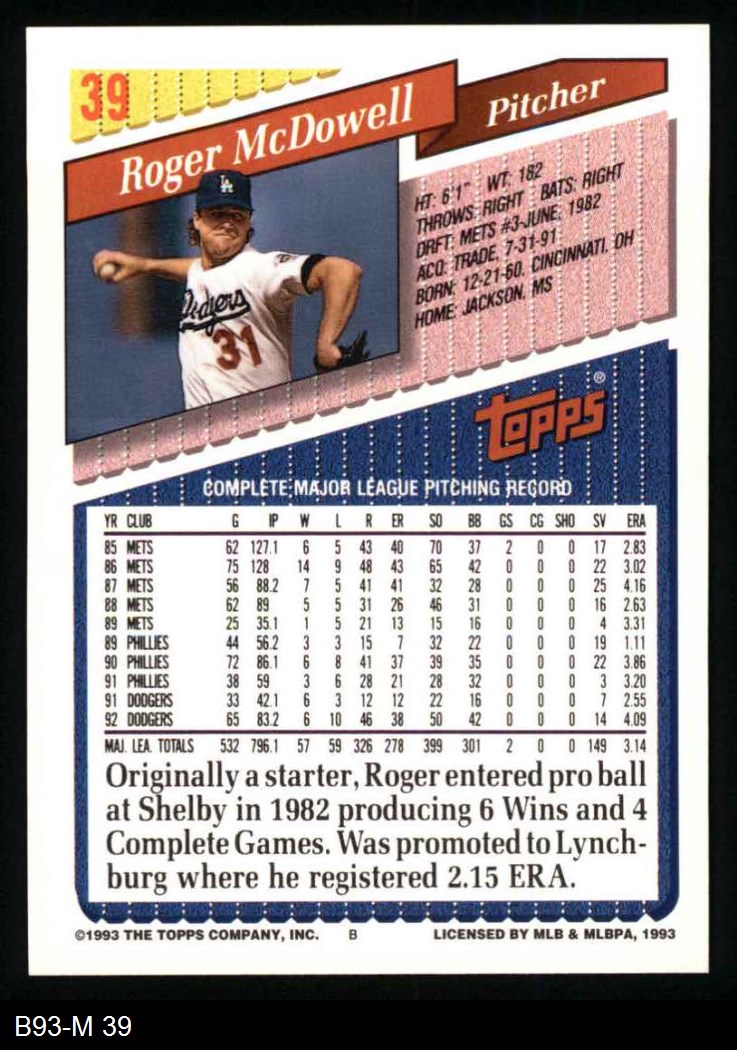 39
Roger McDowell
Pitcher
LA
Dodgers
31
HT: 6'1" WT: 182
THROWS: RIGHT BATS: RIGHT
DRFT: METS #3-JUNE, 1982
ACQ: TRADE, 7-31-91
BORN: 12-21-60, CINCINNATI, OH
HOME: JACKSON, MS
TOPPS®
COMPLETE MAJOR LEAGUE PITCHING RECORD
YR CLUB G IP W L R ER SO BB GS CG SHO SV ERA
85 METS 62 127.1 6 5 43 40 70 37 2 0 0 17 2.83
86 METS 75 128 14 9 48 43 65 42 0 0 0 22 3.02
87 METS 56 88.2 7 5 41 41 32 28 0 0 0 25 4.16
88 METS 62 89 5 5 31 26 46 31 0 0 0 16 2.63
89 METS 25 35.1 1 5 21 13 15 16 0 0 0 4 3.31
89 PHILLIES 44 56.2 3 3 15 7 32 22 0 0 0 19 1.11
90 PHILLIES 72 86.1 6 8 41 37 39 35 0 0 0 22 3.86
91 PHILLIES 38 59 3 6 28 21 28 32 0 0 0 3 3.20
91 DODGERS 33 42.1 6 3 12 12 22 16 0 0 0 7 2.55
92 DODGERS 65 83.2 6 10 46 38 50 42 0 0 0 14 4.09
MAJ. LEA. TOTALS 532 796.1 57 59 326 278 399 301 2 0 0 149 3.14
Originally a starter, Roger entered pro ball
at Shelby in 1982 producing 6 Wins and 4
Complete Games. Was promoted to Lynch-
burg where he registered 2.15 ERA.
©1993 THE TOPPS COMPANY, INC. B LICENSED BY MLB & MLBPA, 1993
B93-M 39